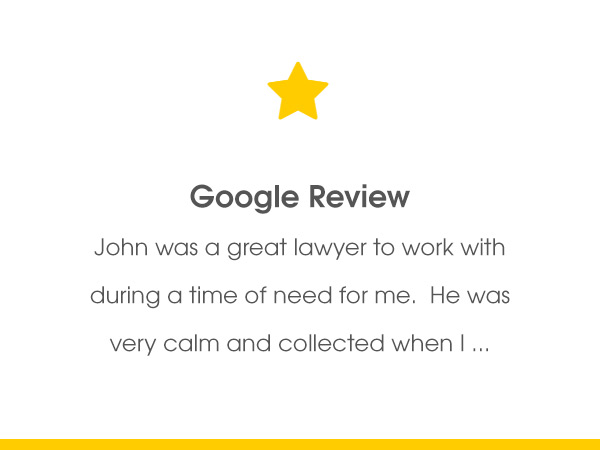 Google Review
John was a great lawyer to work with
during a time of need for me.  He was
very calm and collected when I ...